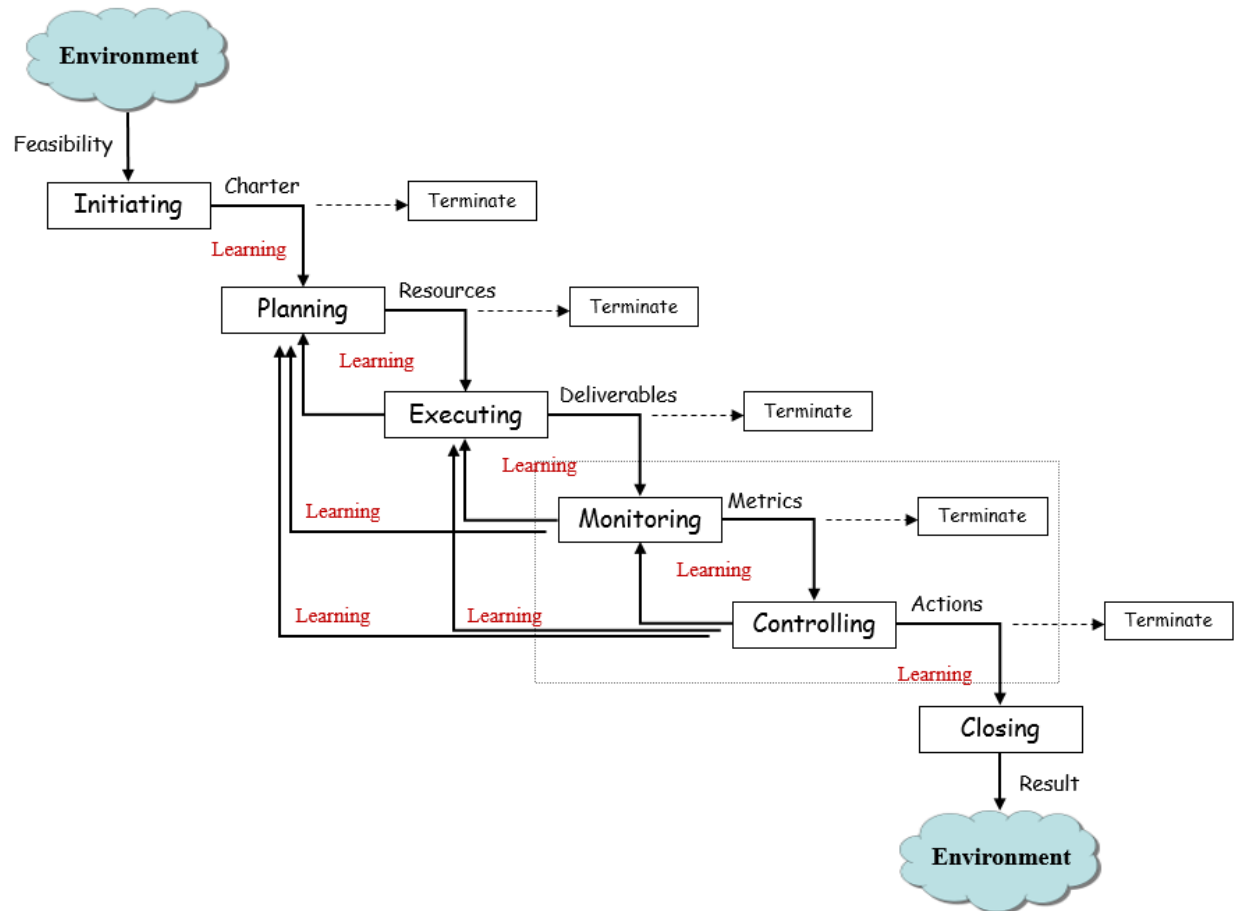 Environment
Feasibility
Initiating
Charter
Terminate
Learning
Planning
Resources
Terminate
Learning
Executing
Deliverables
Terminate
Learning
Learning
Monitoring
Metrics
Terminate
Learning
Learning
Learning
Controlling
Actions
Terminate
Learning
Closing
Result
Environment